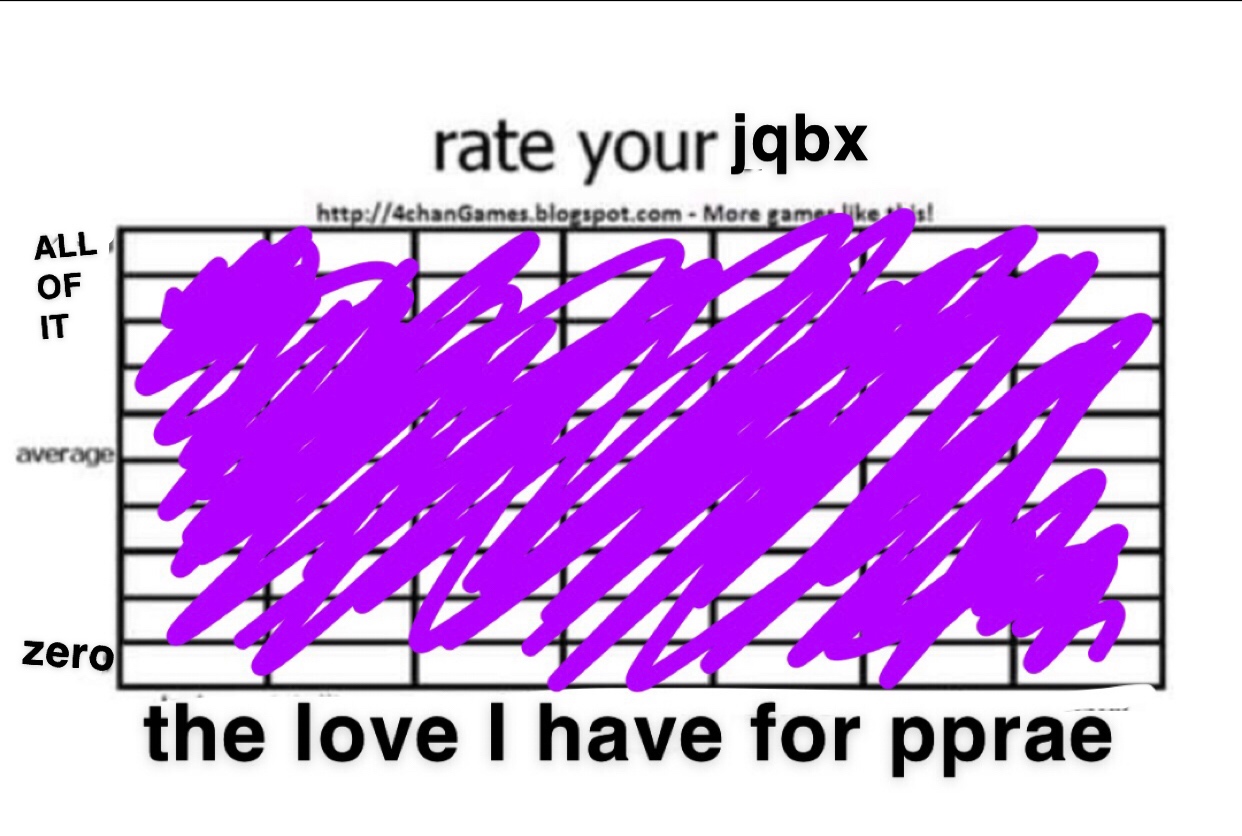 rate your jqbx
http://4chanGames.blogspot.com - More games like this!
ALL
OF
IT
average
zero
the love I have for pprae